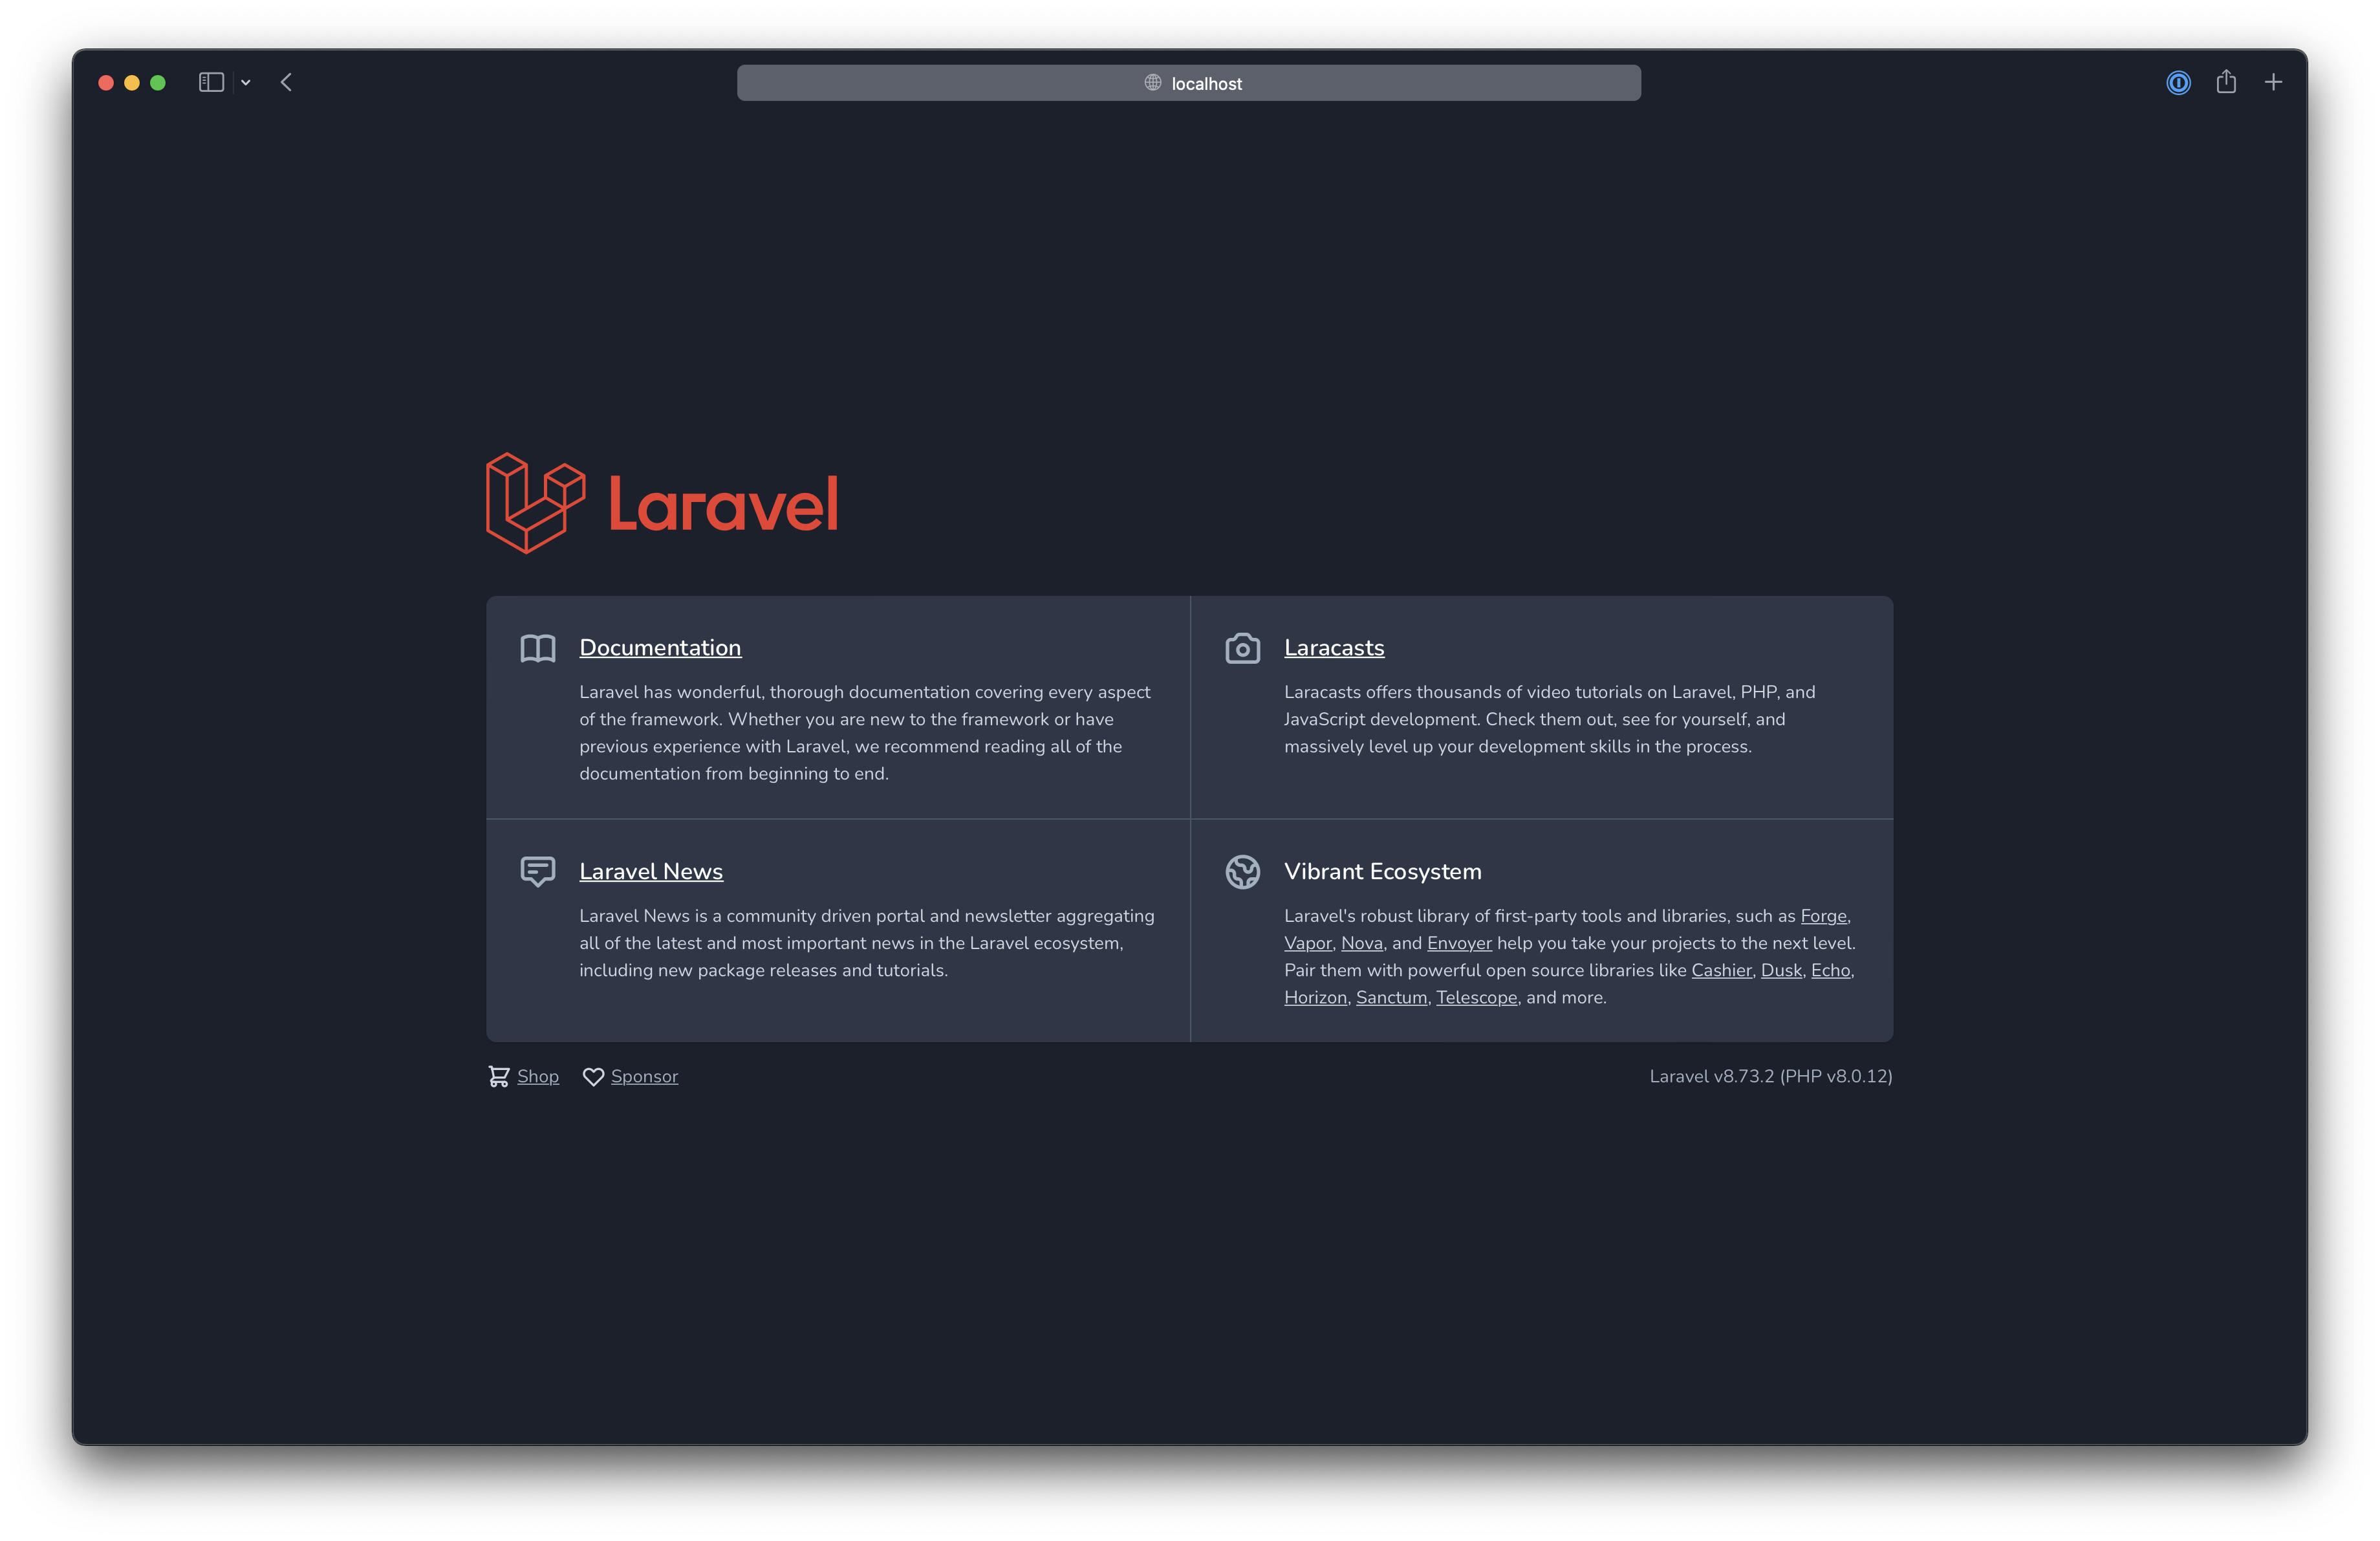 localhost
Laravel
Documentation
Laravel has wonderful, thorough documentation covering every aspect
of the framework. Whether you are new to the framework or have
previous experience with Laravel, we recommend reading all of the
documentation from beginning to end.
Laracasts
Laracasts offers thousands of video tutorials on Laravel, PHP, and
JavaScript development. Check them out, see for yourself, and
massively level up your development skills in the process.
Laravel News
Laravel News is a community driven portal and newsletter aggregating
all of the latest and most important news in the Laravel ecosystem,
including new package releases and tutorials.
Vibrant Ecosystem
Laravel's robust library of first-party tools and libraries, such as Forge,
Vapor, Nova, and Envoyer help you take your projects to the next level.
Pair them with powerful open source libraries like Cashier, Dusk, Echo,
Horizon, Sanctum, Telescope, and more.
Shop Sponsor
Laravel v8.73.2 (PHP v8.0.12)